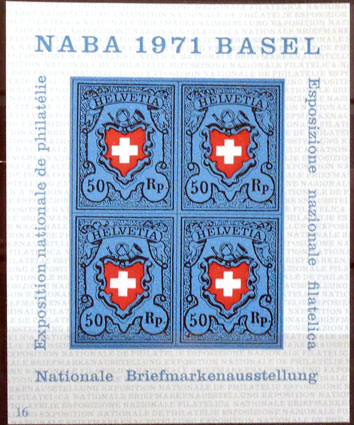 NABA 1971 BASEL
Exposition nationale de philatélie
HELVETIA
50 Rp
HELVETIA
50 Rp
HELVETIA
50 Rp
HELVETIA
50 Rp
Esposizione nazionale filatelica
Nationale Briefmarkenausstellung
16